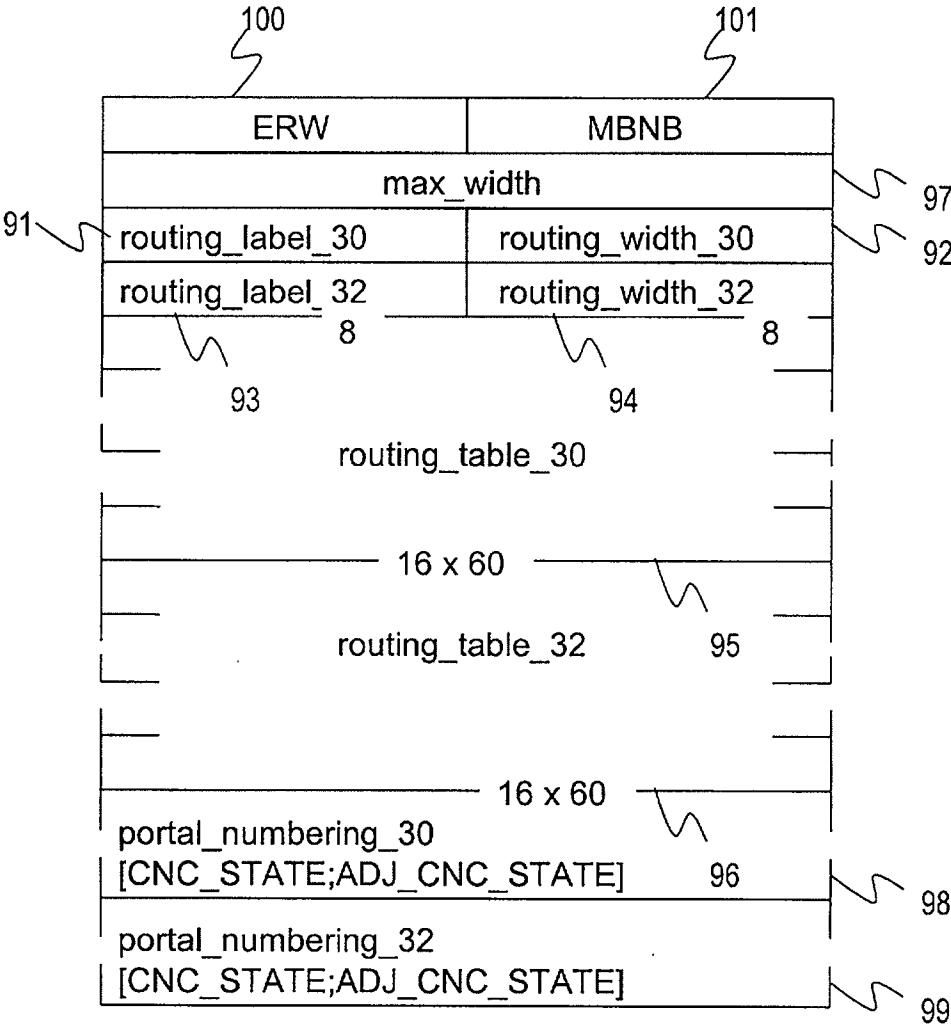 100 101
ERW MBNB
max_width
97
91 routing_label_30 routing_width_30
92
routing_label_32 routing_width_32
8 8
93 94
routing_table_30
16 x 60
routing_table_32 95
16 x 60
portal_numbering_30
[CNC_STATE;ADJ_CNC_STATE] 96
98
portal_numbering_32
[CNC_STATE;ADJ_CNC_STATE]
99